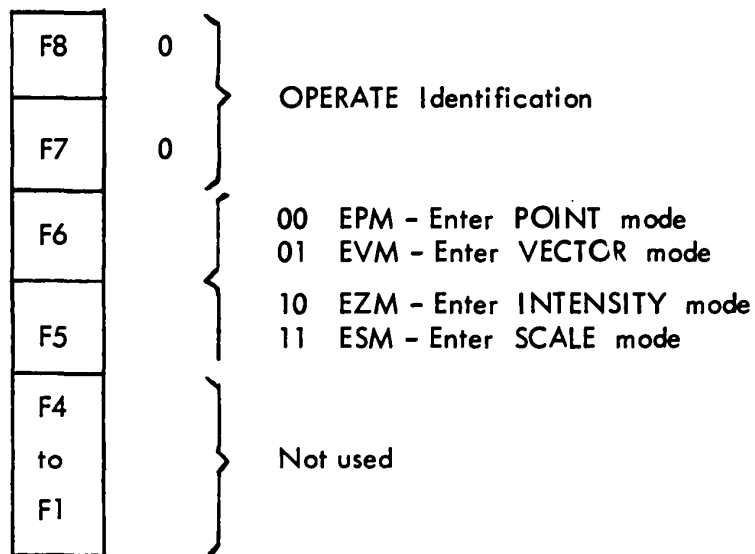 F8 0
OPERATE Identification
F7 0
F6
00 EPM - Enter POINT mode
01 EVM - Enter VECTOR mode
10 EZM - Enter INTENSITY mode
F5
11 ESM - Enter SCALE mode
F4
to
Not used
F1